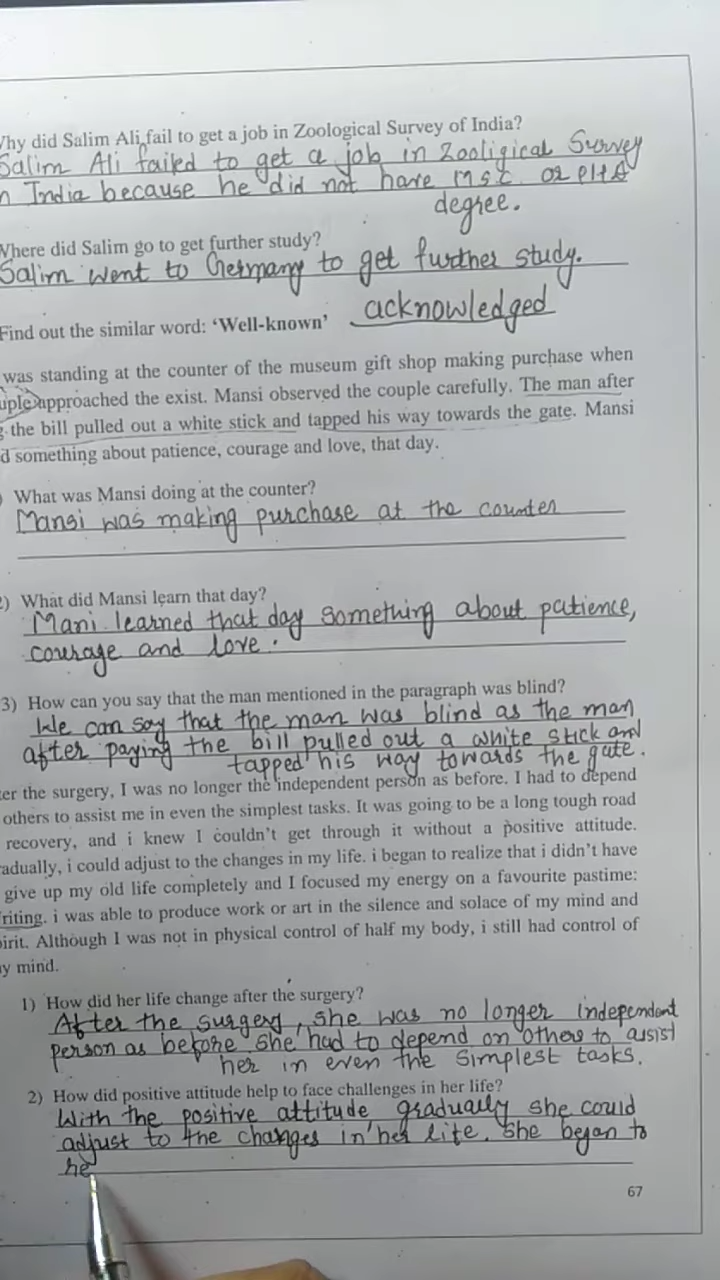 Why did Salim Ali fail to get a job in Zoological Survey of India?
Salim Ali failed to get a job in Zooligical Survey
n India because he did not have M.S.C. or PH.D
degree.
Where did Salim go to get further study?
Salim went to Germany to get further study.
Find out the similar word: ‘Well-known’ acknowledged
was standing at the counter of the museum gift shop making purchase when
uple approached the exist. Mansi observed the couple carefully. The man after
g the bill pulled out a white stick and tapped his way towards the gate. Mansi
d something about patience, courage and love, that day.
) What was Mansi doing at the counter?
Mansi was making purchase at the counter
2) What did Mansi learn that day?
Mani learned that day something about patience,
courage and love.
3) How can you say that the man mentioned in the paragraph was blind?
We can say that the man was blind as the man
after paying the bill pulled out a white stick and
tapped his way towards the gate.
ter the surgery, I was no longer the independent person as before. I had to depend
others to assist me in even the simplest tasks. It was going to be a long tough road
recovery, and i knew I couldn’t get through it without a positive attitude.
radually, i could adjust to the changes in my life. i began to realize that i didn’t have
give up my old life completely and I focused my energy on a favourite pastime:
riting. i was able to produce work or art in the silence and solace of my mind and
pirit. Although I was not in physical control of half my body, i still had control of
y mind.
1) How did her life change after the surgery?
After the surgery, she was no longer independent
person as before. she had to depend on others to assist
her in even the simplest tasks.
2) How did positive attitude help to face challenges in her life?
With the positive attitude gradually she could
adjust to the changes in her life. She began to
he
67